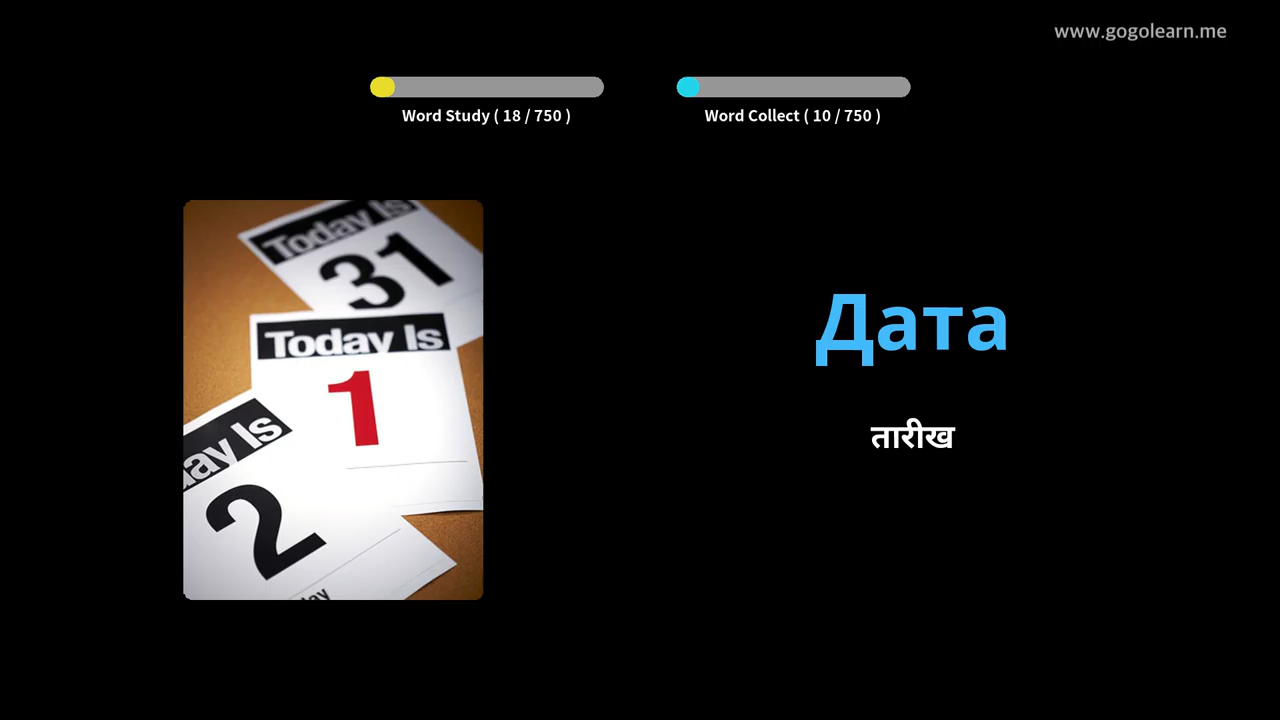 www.gogolearn.me
Word Study ( 18 / 750 )
Word Collect ( 10 / 750 )
Today Is
31
Today Is
1
ay Is
2
ay
Дата
तारीख